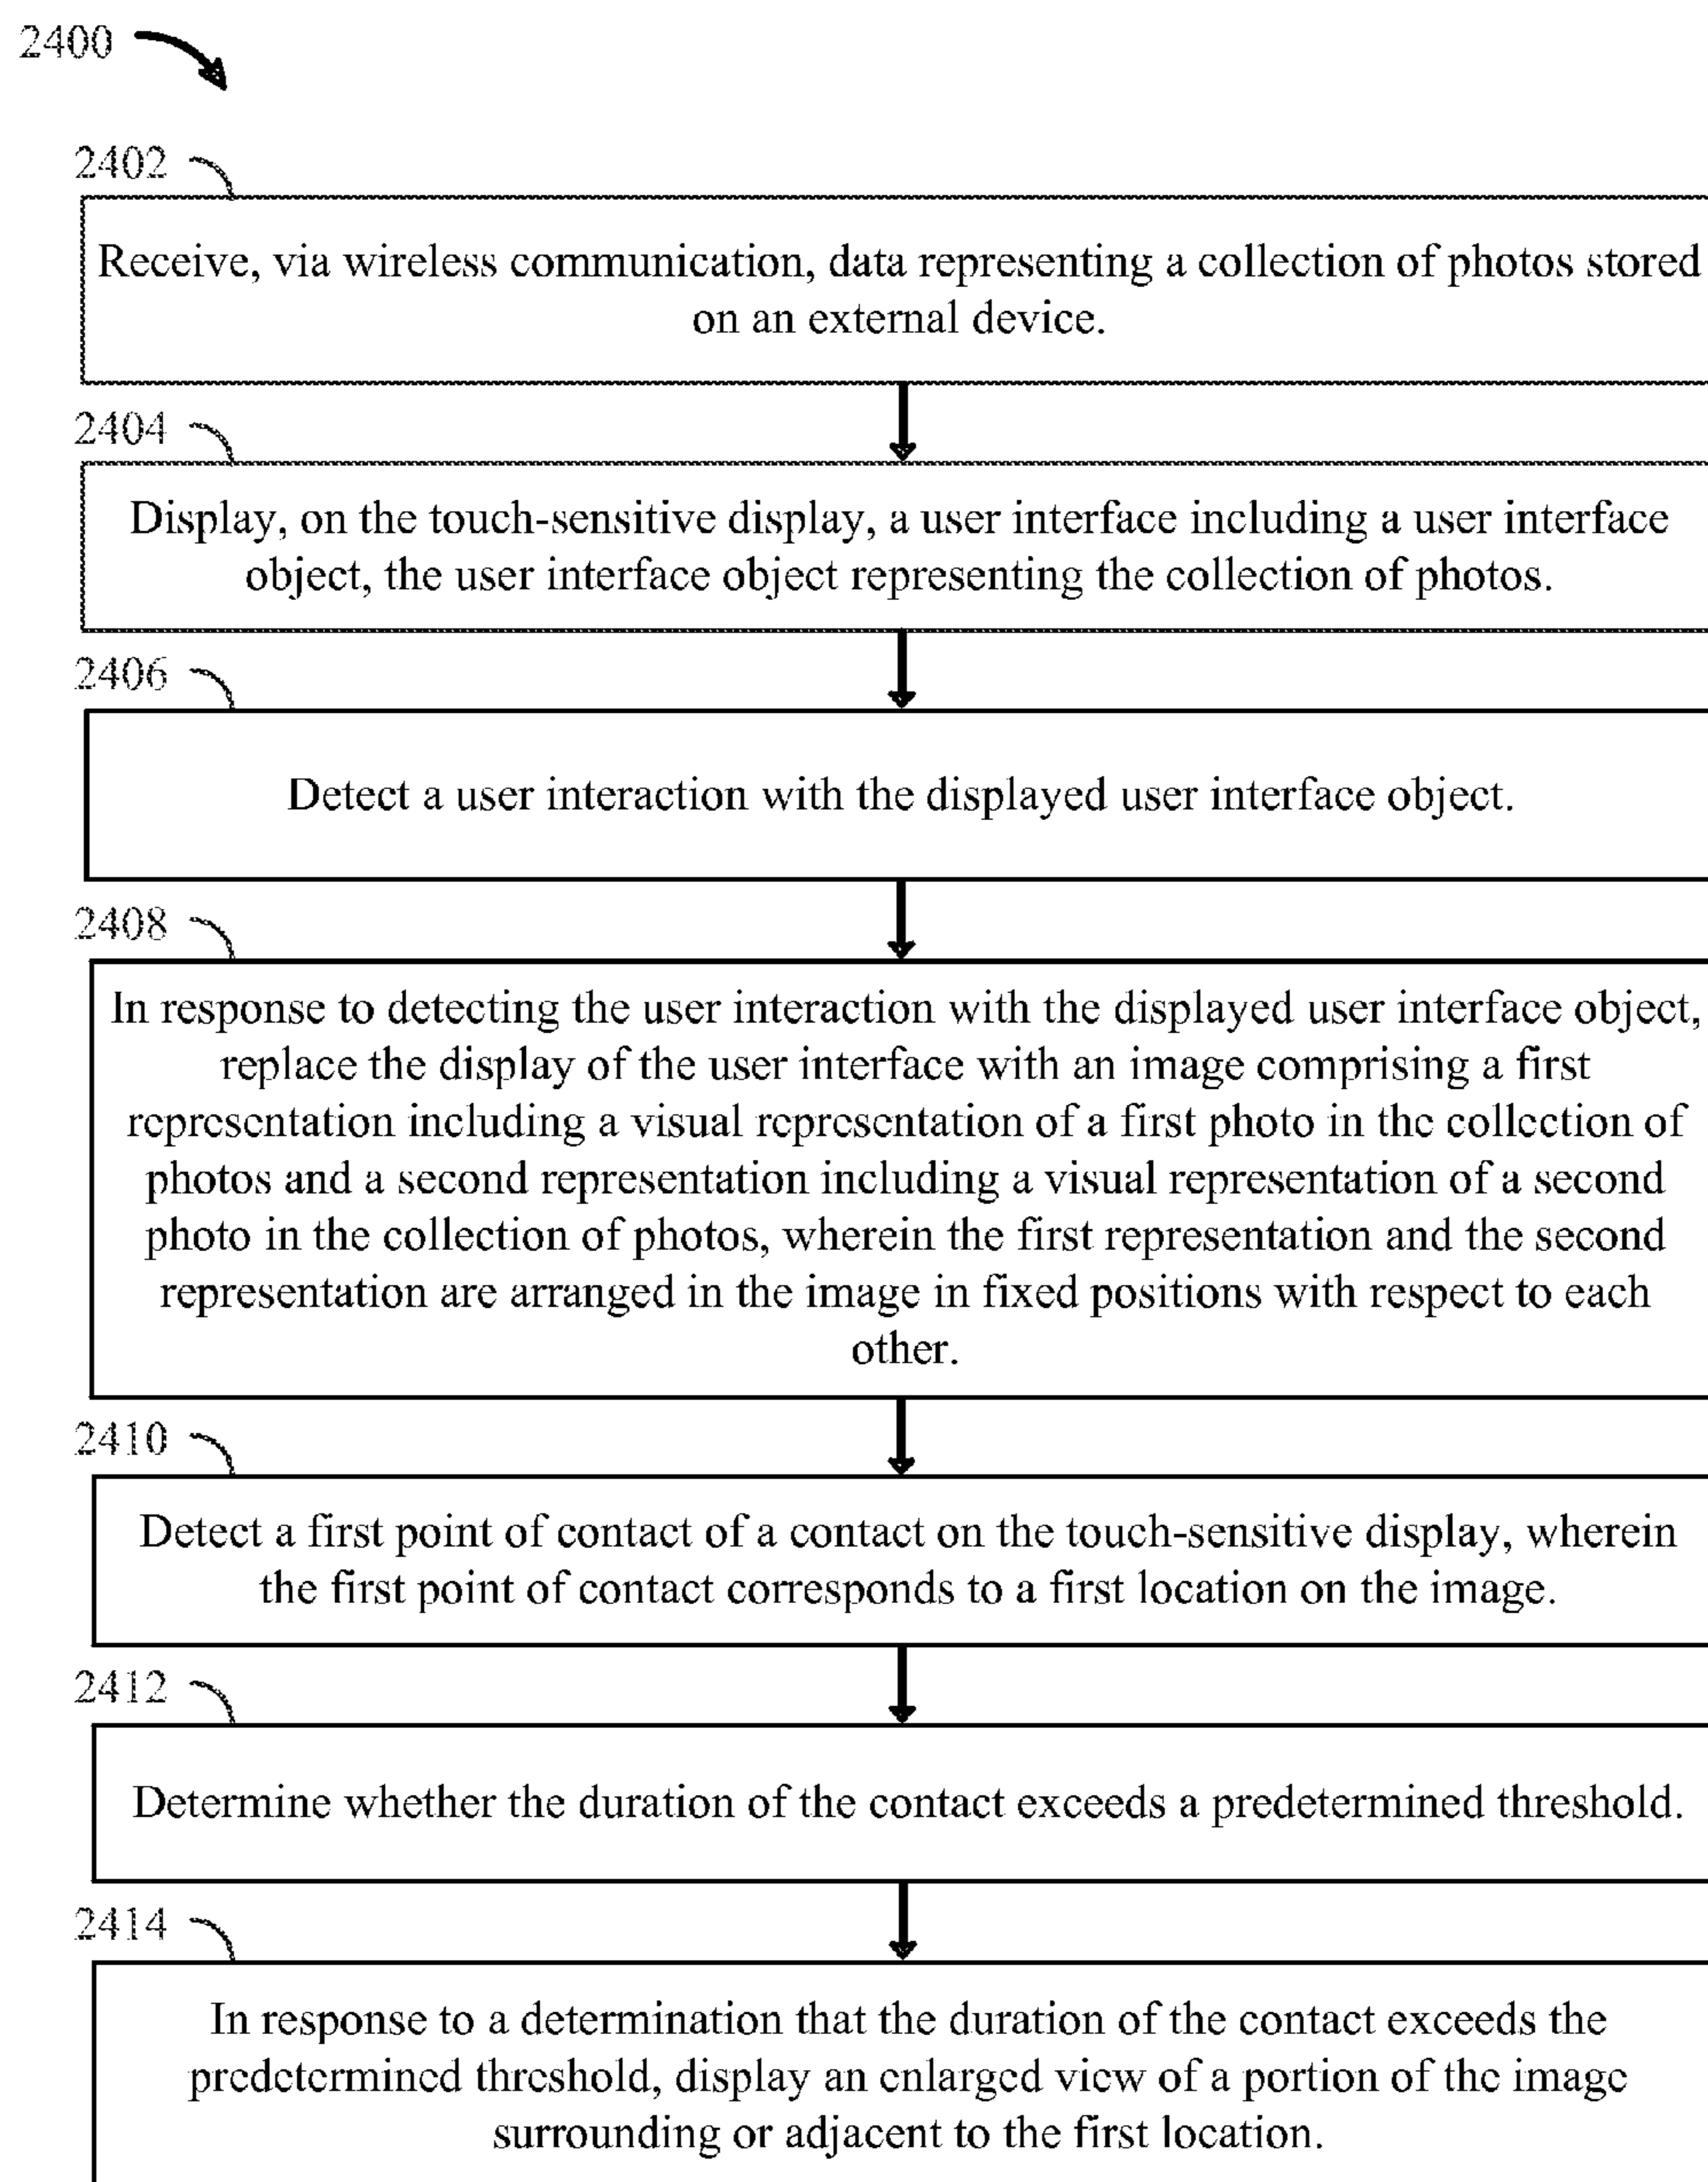 2400
2402
Receive, via wireless communication, data representing a collection of photos stored
on an external device.
2404
Display, on the touch-sensitive display, a user interface including a user interface
object, the user interface object representing the collection of photos.
2406
Detect a user interaction with the displayed user interface object.
2408
In response to detecting the user interaction with the displayed user interface object,
replace the display of the user interface with an image comprising a first
representation including a visual representation of a first photo in the collection of
photos and a second representation including a visual representation of a second
photo in the collection of photos, wherein the first representation and the second
representation are arranged in the image in fixed positions with respect to each
other.
2410
Detect a first point of contact of a contact on the touch-sensitive display, wherein
the first point of contact corresponds to a first location on the image.
2412
Determine whether the duration of the contact exceeds a predetermined threshold.
2414
In response to a determination that the duration of the contact exceeds the
predetermined threshold, display an enlarged view of a portion of the image
surrounding or adjacent to the first location.